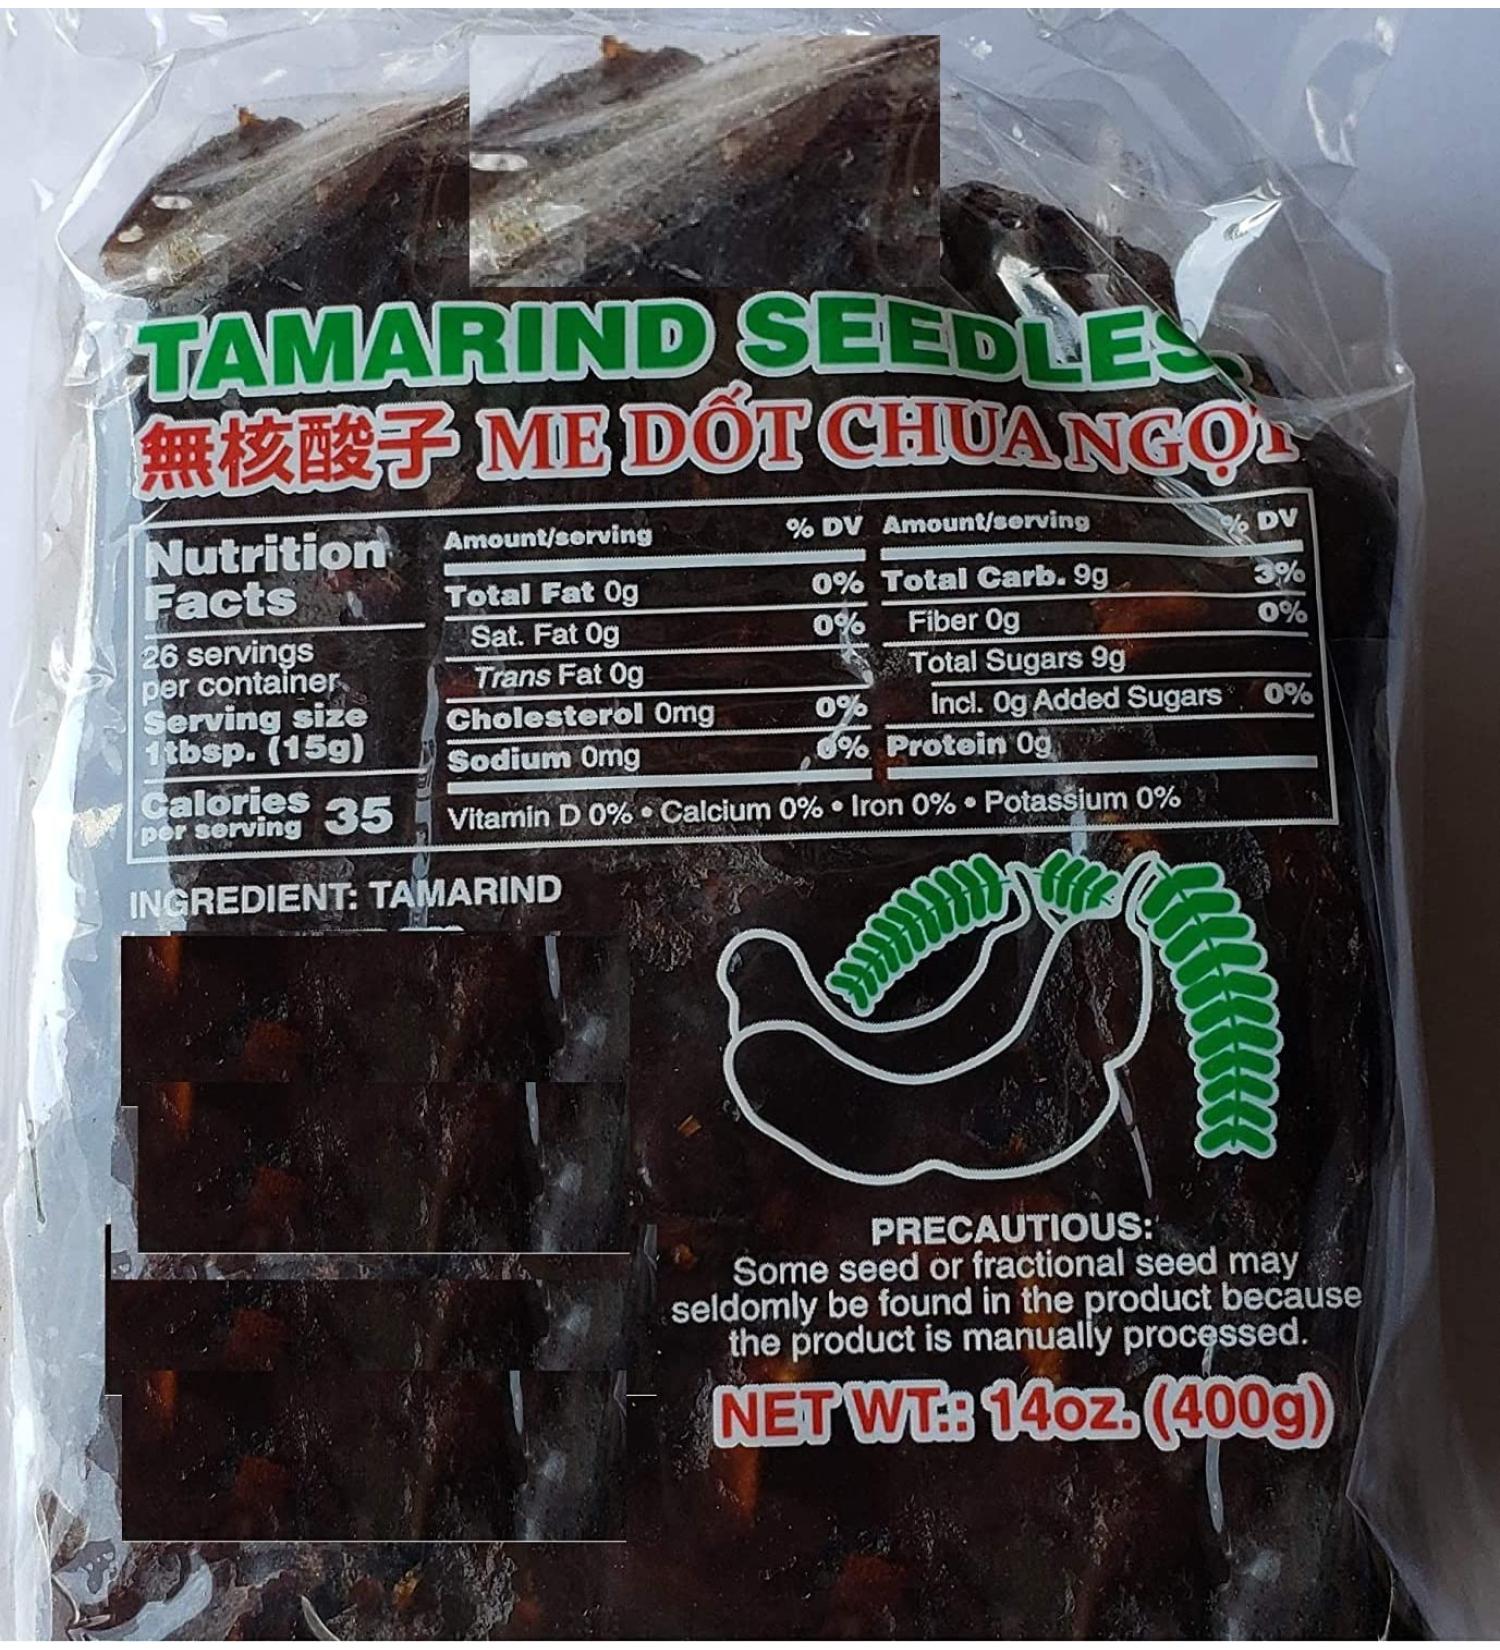 TAMARIND SEEDLES
無核酸子 ME DỐT CHUA NGỌT
Nutrition
Facts
26 servings
per container
Serving size
1tbsp. (15g)
Calories 35
per serving
Amount/serving % DV
Total Fat 0g 0%
Sat. Fat 0g 0%
Trans Fat 0g
Cholesterol 0mg 0%
Sodium 0mg 0%
Amount/serving % DV
Total Carb. 9g 3%
Fiber 0g 0%
Total Sugars 9g
Incl. 0g Added Sugars 0%
Protein 0g
Vitamin D 0% • Calcium 0% • Iron 0% • Potassium 0%
INGREDIENT: TAMARIND
PRECAUTIOUS:
Some seed or fractional seed may
seldomly be found in the product because
the product is manually processed.
NET WT.: 14oz. (400g)